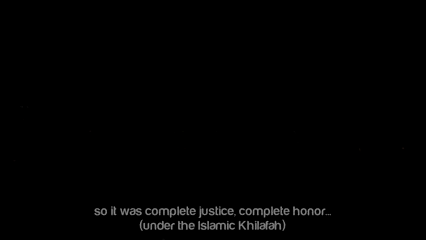 so it was complete justice, complete honor...
(under the Islamic Khilafah)